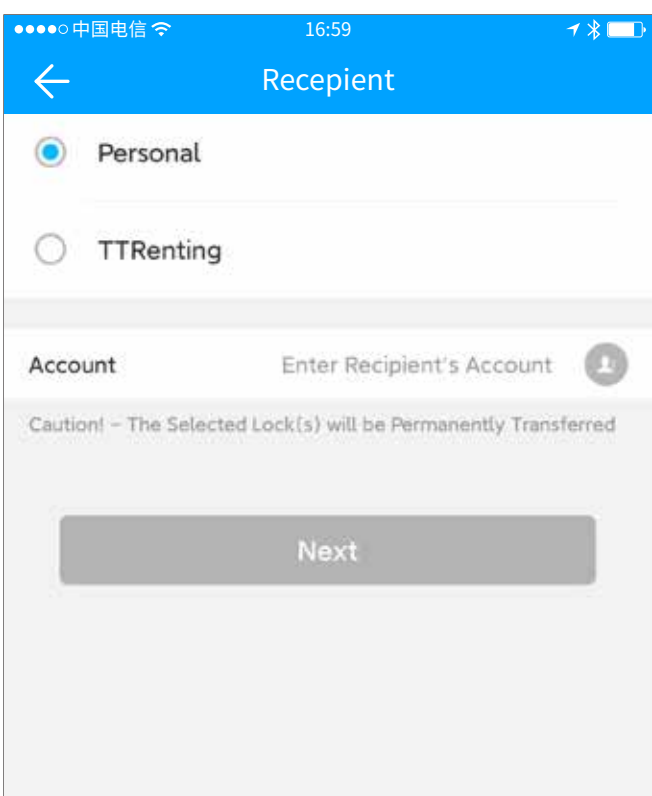 中国电信 16:59
Recepient
Personal
TTRenting
Account Enter Recipient's Account
Caution! - The Selected Lock(s) will be Permanently Transferred
Next